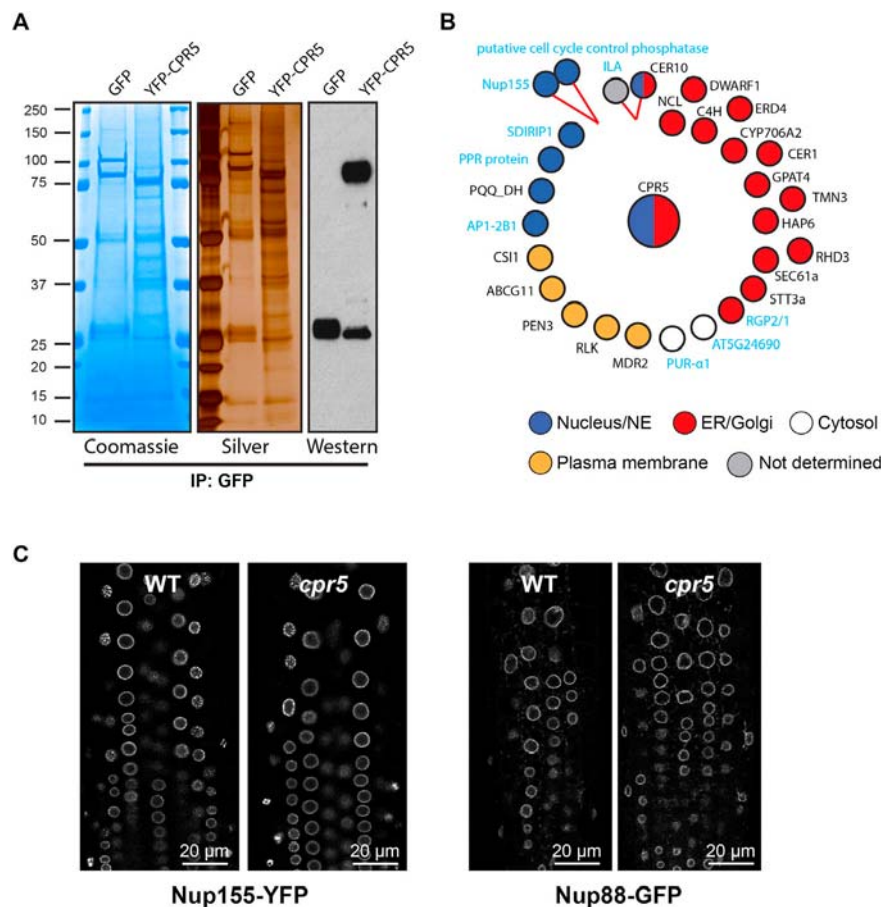 A
GFP
YFP-CPR5
GFP
YFP-CPR5
GFP
YFP-CPR5
250
150
100
75
50
37
25
20
15
10
Coomassie
Silver
Western
IP: GFP
B
putative cell cycle control phosphatase
Nup155
ILA
CER10
DWARF1
NCL
C4H
ERD4
SDIRIP1
CYP706A2
CER1
PPR protein
GPAT4
PQQ_DH
CPR5
TMN3
HAP6
AP1-2B1
RHD3
CSI1
SEC61a
ABCG11
STT3a
PEN3
RGP2/1
RLK
AT5G24690
MDR2
PUR-α1
Nucleus/NE
ER/Golgi
Cytosol
Plasma membrane
Not determined
C
WT
cpr5
WT
cpr5
20 µm
20 µm
20 µm
20 µm
Nup155-YFP
Nup88-GFP